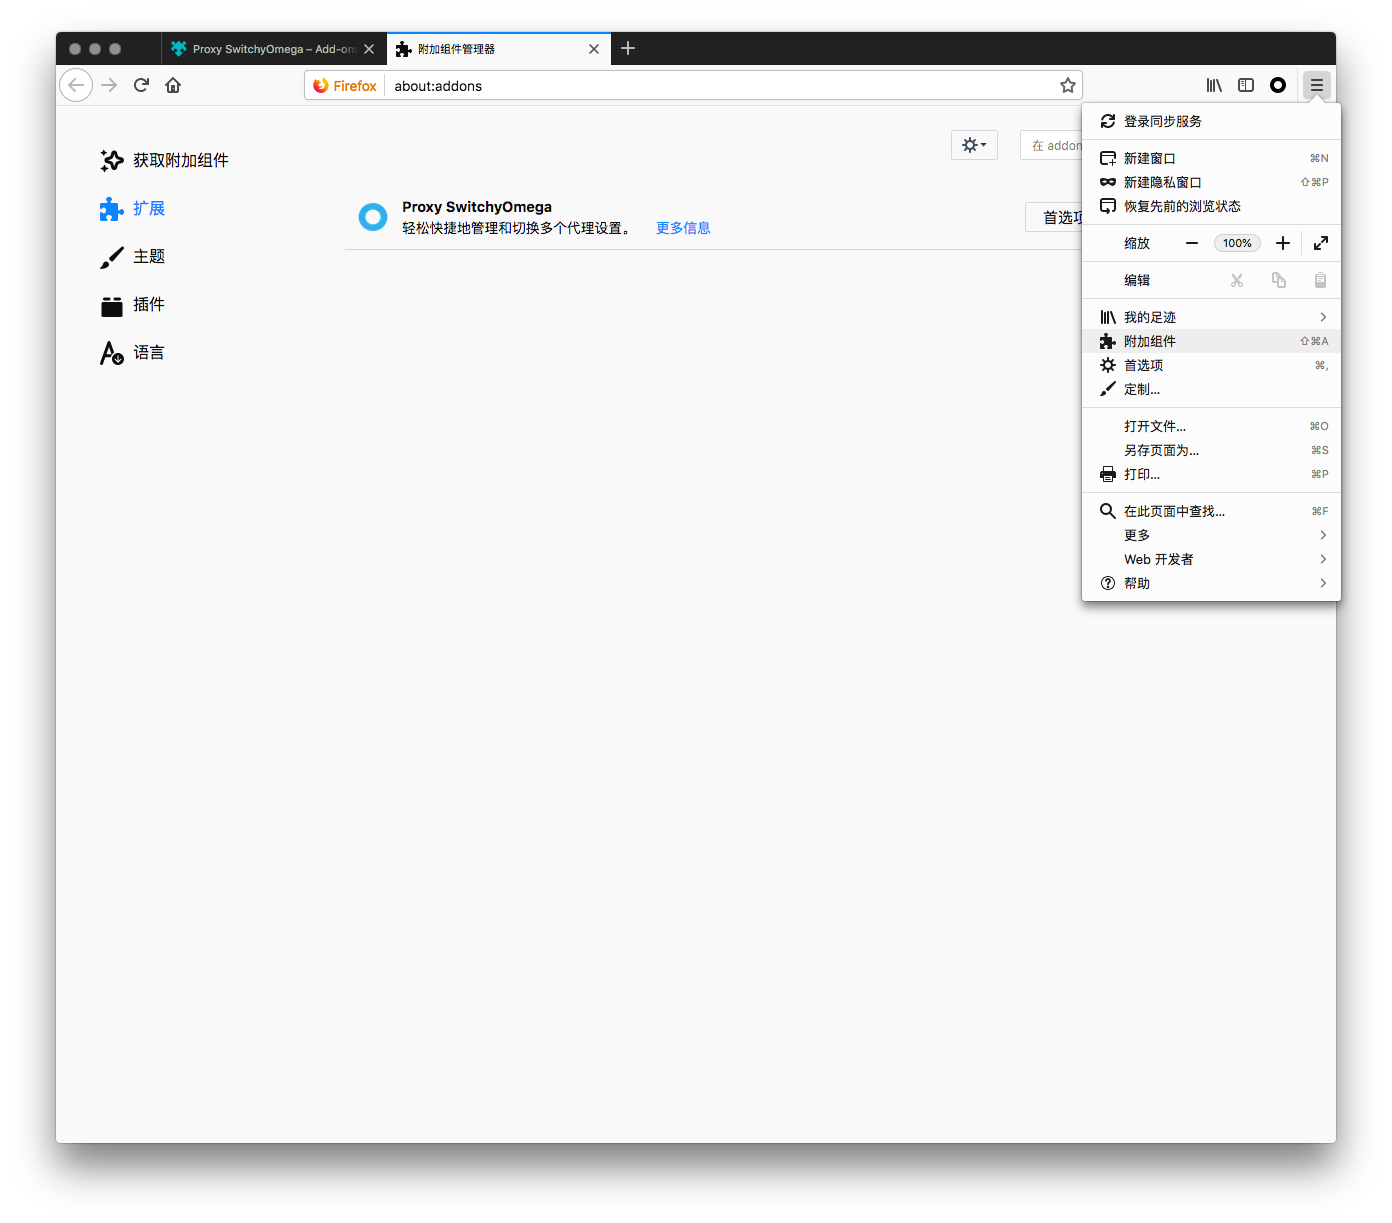 Proxy SwitchyOmega – Add-ons
附加组件管理器
Firefox
about:addons
获取附加组件
扩展
主题
插件
语言
在 addon
Proxy SwitchyOmega
轻松快捷地管理和切换多个代理设置。 更多信息
首选项
登录同步服务
新建窗口 ⌘N
新建隐私窗口 ⇧⌘P
恢复先前的浏览状态
缩放 100%
编辑
我的足迹
附加组件 ⇧⌘A
首选项 ⌘,
定制...
打开文件... ⌘O
另存页面为... ⌘S
打印... ⌘P
在此页面中查找... ⌘F
更多
Web 开发者
帮助